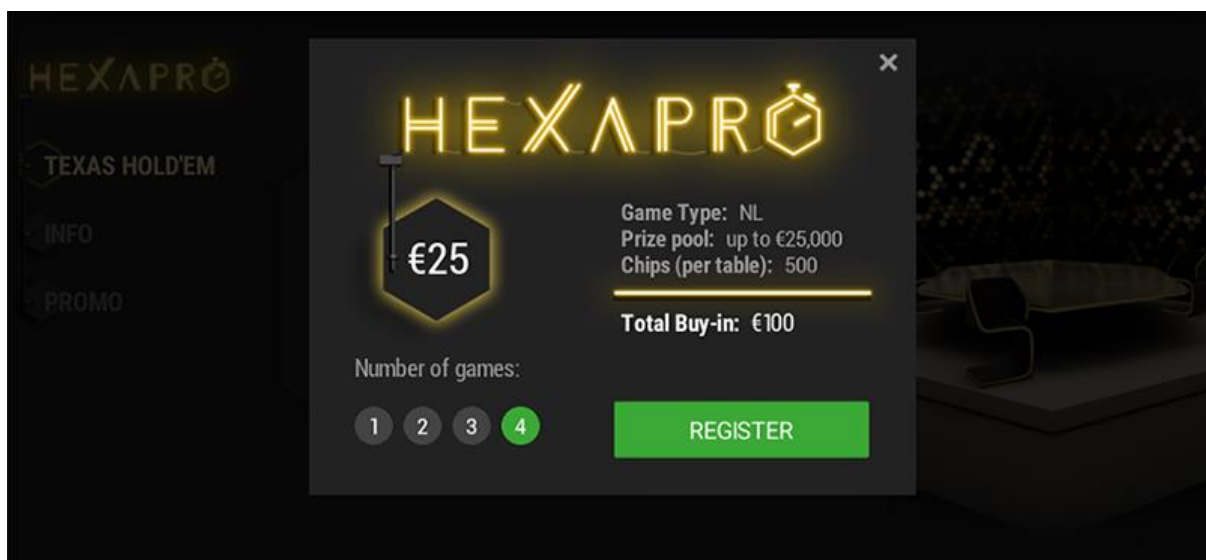 HEXAPRO
TEXAS HOLD'EM
INFO
PROMO
HEXAPRO
€25
Game Type: NL
Prize pool: up to €25,000
Chips (per table): 500
Total Buy-in: €100
Number of games:
1 2 3 4
REGISTER